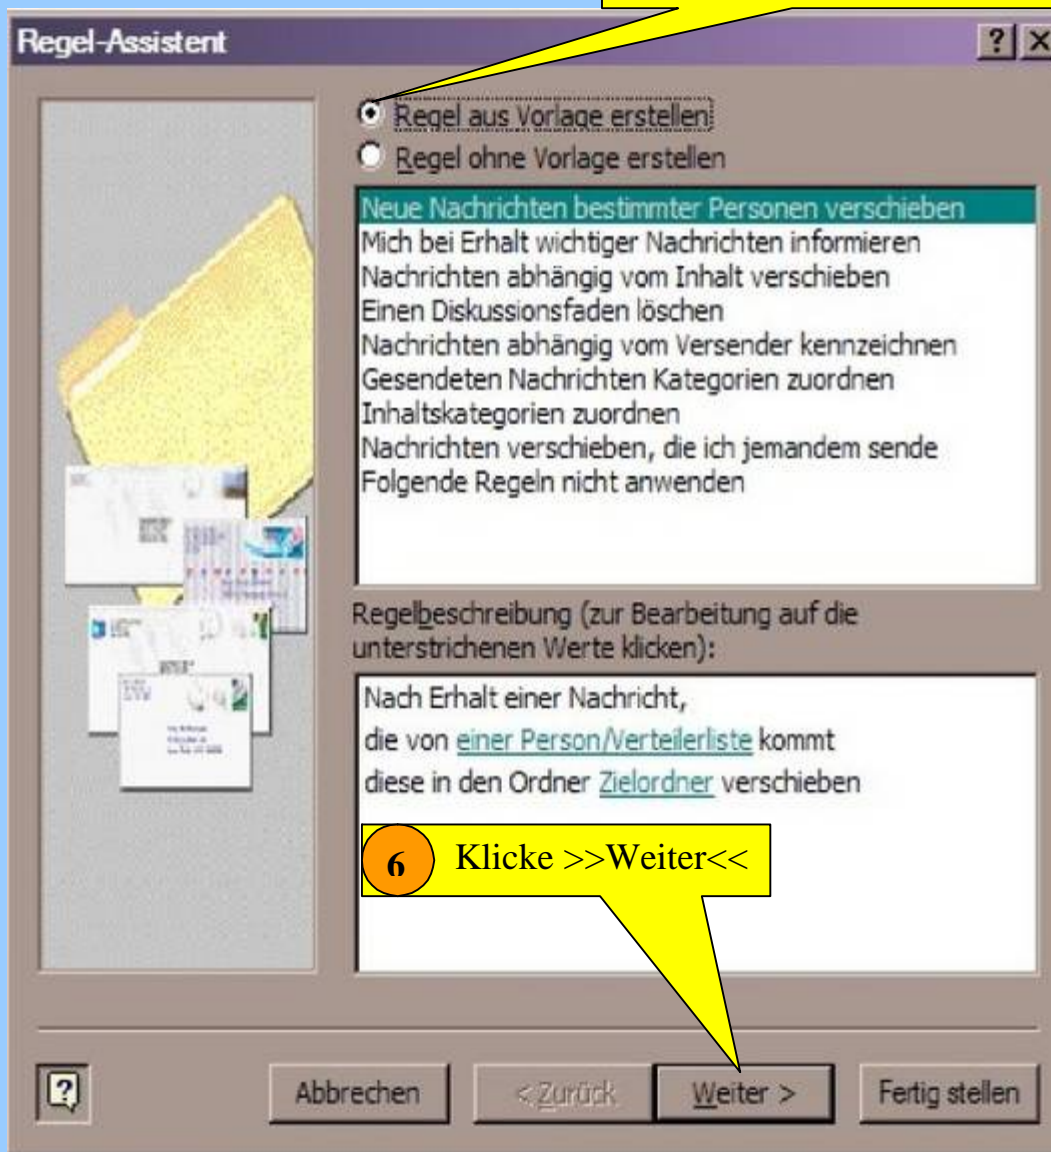 Regel-Assistent
Regel aus Vorlage erstellen
Regel ohne Vorlage erstellen
Neue Nachrichten bestimmter Personen verschieben
Mich bei Erhalt wichtiger Nachrichten informieren
Nachrichten abhängig vom Inhalt verschieben
Einen Diskussionsfaden löschen
Nachrichten abhängig vom Versender kennzeichnen
Gesendeten Nachrichten Kategorien zuordnen
Inhaltskategorien zuordnen
Nachrichten verschieben, die ich jemandem sende
Folgende Regeln nicht anwenden
Regelbeschreibung (zur Bearbeitung auf die
unterstrichenen Werte klicken):
Nach Erhalt einer Nachricht,
die von einer Person/Verteilerliste kommt
diese in den Ordner Zielordner verschieben
6 Klicke >>Weiter<<
Abbrechen < Zurück Weiter > Fertig stellen